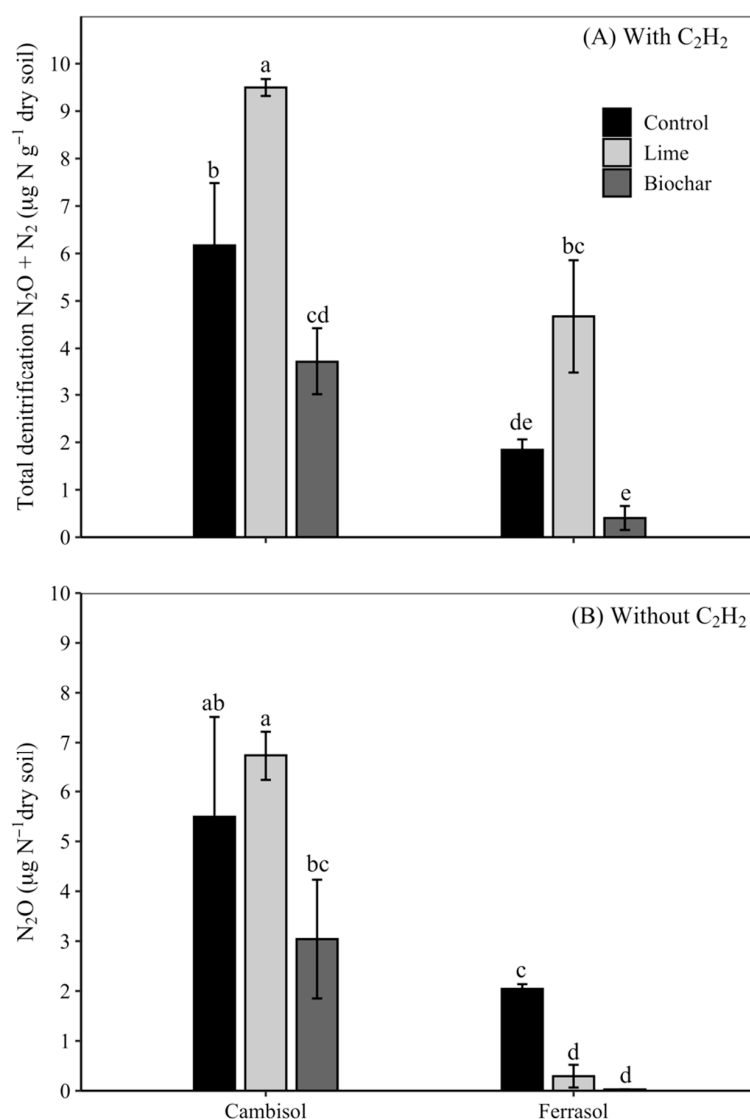 (A) With C₂H₂
Total denitrification N₂O + N₂ (µg N g⁻¹ dry soil)
10
9
8
7
6
5
4
3
2
1
0
Control
Lime
Biochar
b
a
cd
de
bc
e
(B) Without C₂H₂
N₂O (µg N⁻¹dry soil)
10
9
8
7
6
5
4
3
2
1
0
ab
a
bc
c
d
d
Cambisol
Ferrasol